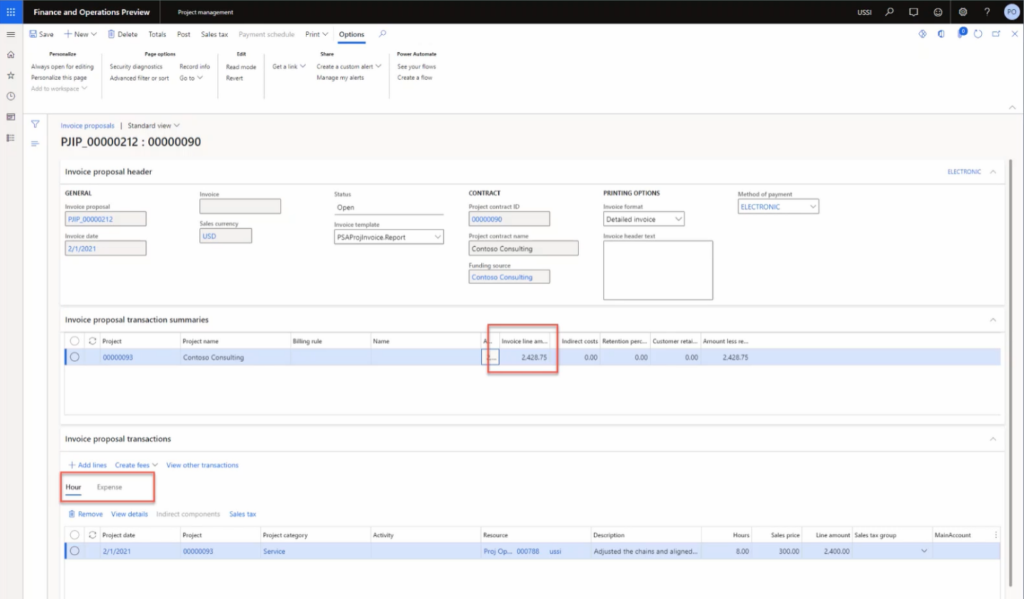 Finance and Operations Preview Project management USSI ? PO
Save + New Delete Totals Post Sales tax Payment schedule Print Options
Personalize Page options Edit Share Power Automate
Always open for editing Security diagnostics Record info Read mode Get a link Create a custom alert See your flows
Personalize this page Advanced filter or sort Go to Revert Manage my alerts Create a flow
Add to workspace
Invoice proposals | Standard view
PJIP_00000212 : 00000090
Invoice proposal header ELECTRONIC
GENERAL Invoice Status CONTRACT PRINTING OPTIONS Method of payment
Invoice proposal Open Project contract ID Invoice format ELECTRONIC
PJIP_00000212 Sales currency Invoice template 00000090 Detailed invoice
Invoice date USD PSAProjInvoice.Report Project contract name Invoice header text
2/1/2021 Contoso Consulting
Funding source
Contoso Consulting
Invoice proposal transaction summaries
Project Project name Billing rule Name A... Invoice line am... Indirect costs Retention perc... Customer retai... Amount less re...
00000093 Contoso Consulting 2... 2,428.75 0.00 0.00 0.00 2,428.75
Invoice proposal transactions
+ Add lines Create fees View other transactions
Hour Expense
Remove View details Indirect components Sales tax
Project date Project Project category Activity Resource Description Hours Sales price Line amount Sales tax group MainAccount
2/1/2021 00000093 Service Proj Op... 000788 ussi Adjusted the chains and aligned... 8.00 300.00 2,400.00